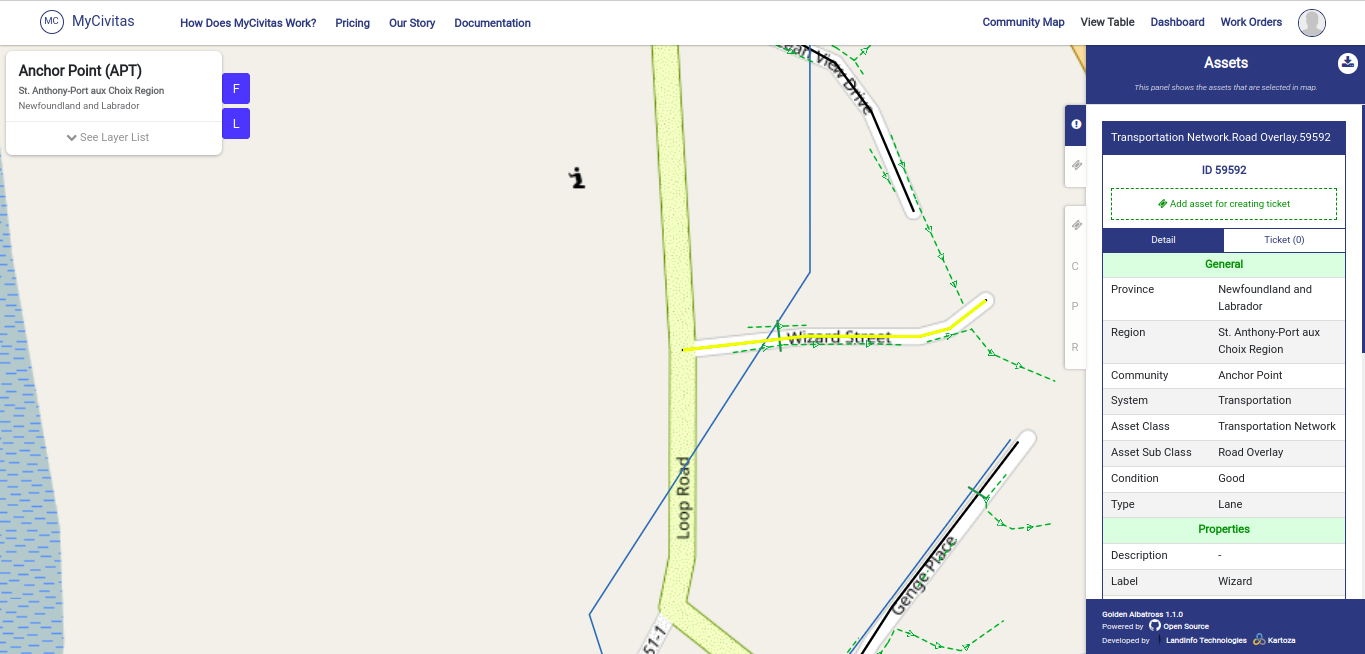 MC MyCivitas How Does MyCivitas Work? Pricing Our Story Documentation Community Map View Table Dashboard Work Orders
Anchor Point (APT)
St. Anthony-Port aux Choix Region
Newfoundland and Labrador
See Layer List
F
L
ean View Drive
Wizard Street
Loop Road
Genge Place
51-1
C
P
R
Assets
This panel shows the assets that are selected in map.
Transportation Network.Road Overlay.59592
ID 59592
Add asset for creating ticket
Detail Ticket (0)
General
Province Newfoundland and
Labrador
Region St. Anthony-Port aux
Choix Region
Community Anchor Point
System Transportation
Asset Class Transportation Network
Asset Sub Class Road Overlay
Condition Good
Type Lane
Properties
Description -
Label Wizard
Golden Albatross 1.1.0
Powered by Open Source
Developed by LandInfo Technologies Kartoza